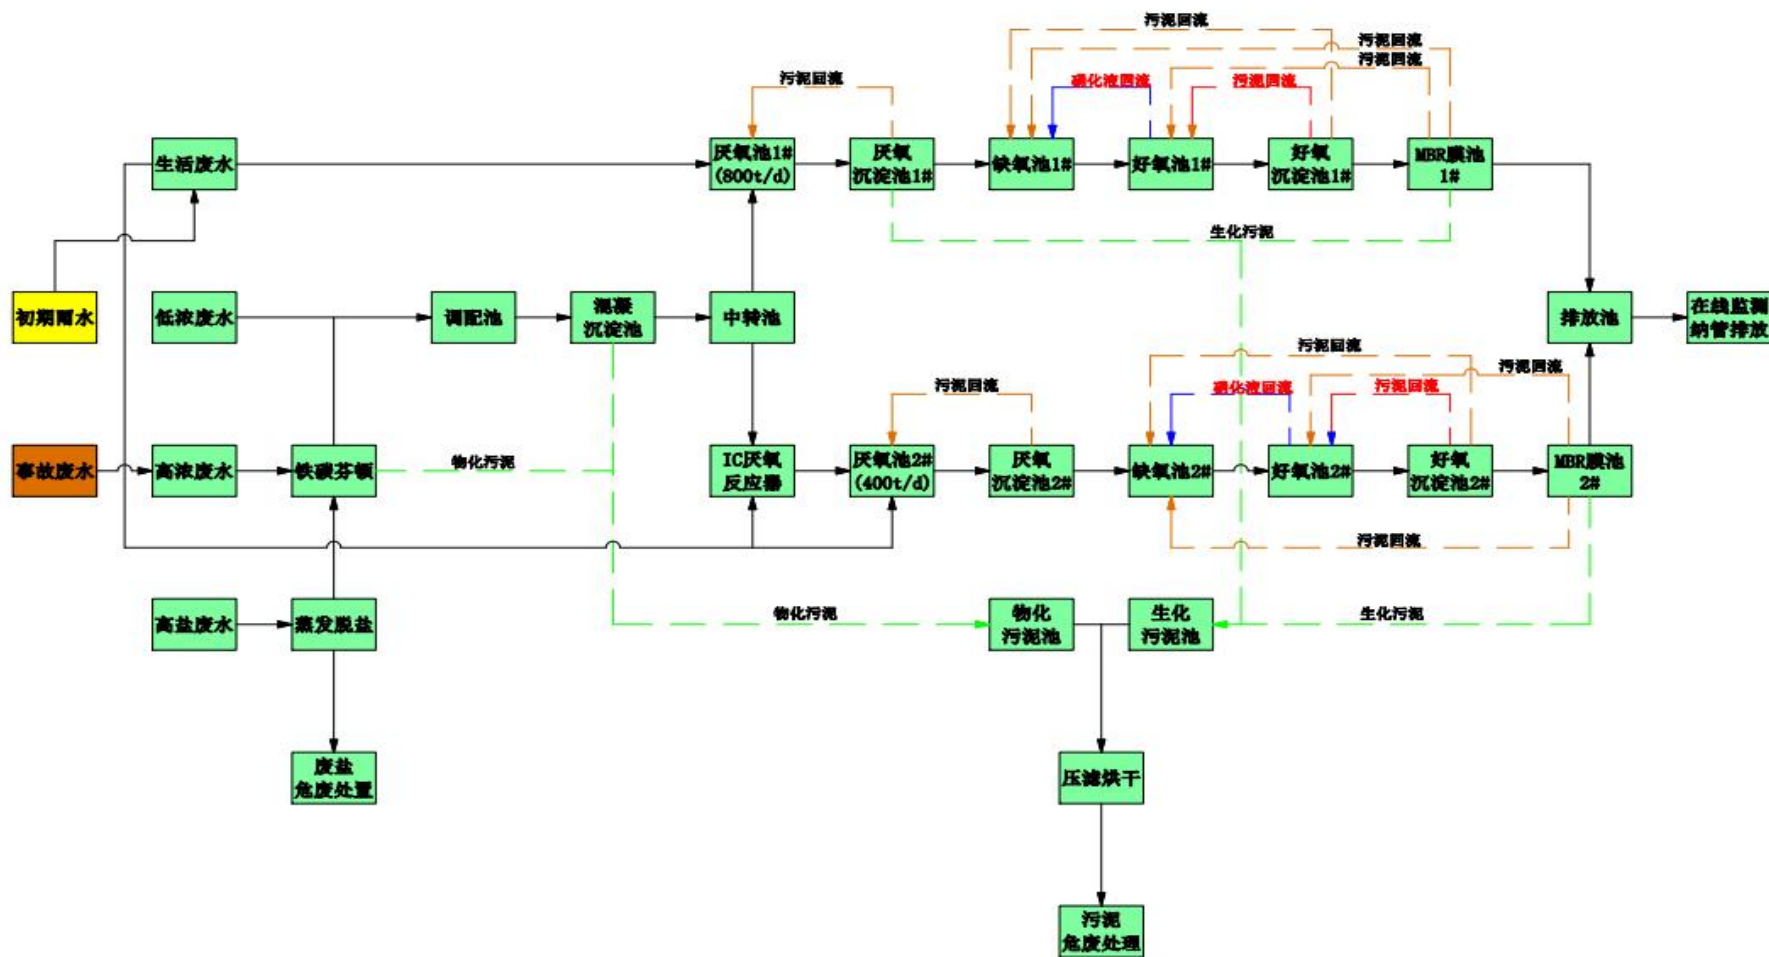 污泥回流
污泥回流
污泥回流
污泥回流
硝化液回流
污泥回流
生活废水
厌氧池1#
(800t/d)
厌氧
沉淀池1#
缺氧池1#
好氧池1#
好氧
沉淀池1#
MBR膜池
1#
生化污泥
初期雨水
低浓废水
调配池
混凝
沉淀池
中转池
排放池
在线监测
纳管排放
污泥回流
污泥回流
污泥回流
硝化液回流
污泥回流
事故废水
高浓废水
铁碳芬顿
物化污泥
IC厌氧
反应器
厌氧池2#
(400t/d)
厌氧
沉淀池2#
缺氧池2#
好氧池2#
好氧
沉淀池2#
MBR膜池
2#
污泥回流
高盐废水
蒸发脱盐
物化污泥
物化
污泥池
生化
污泥池
生化污泥
废盐
危废处置
压滤烘干
污泥
危废处理